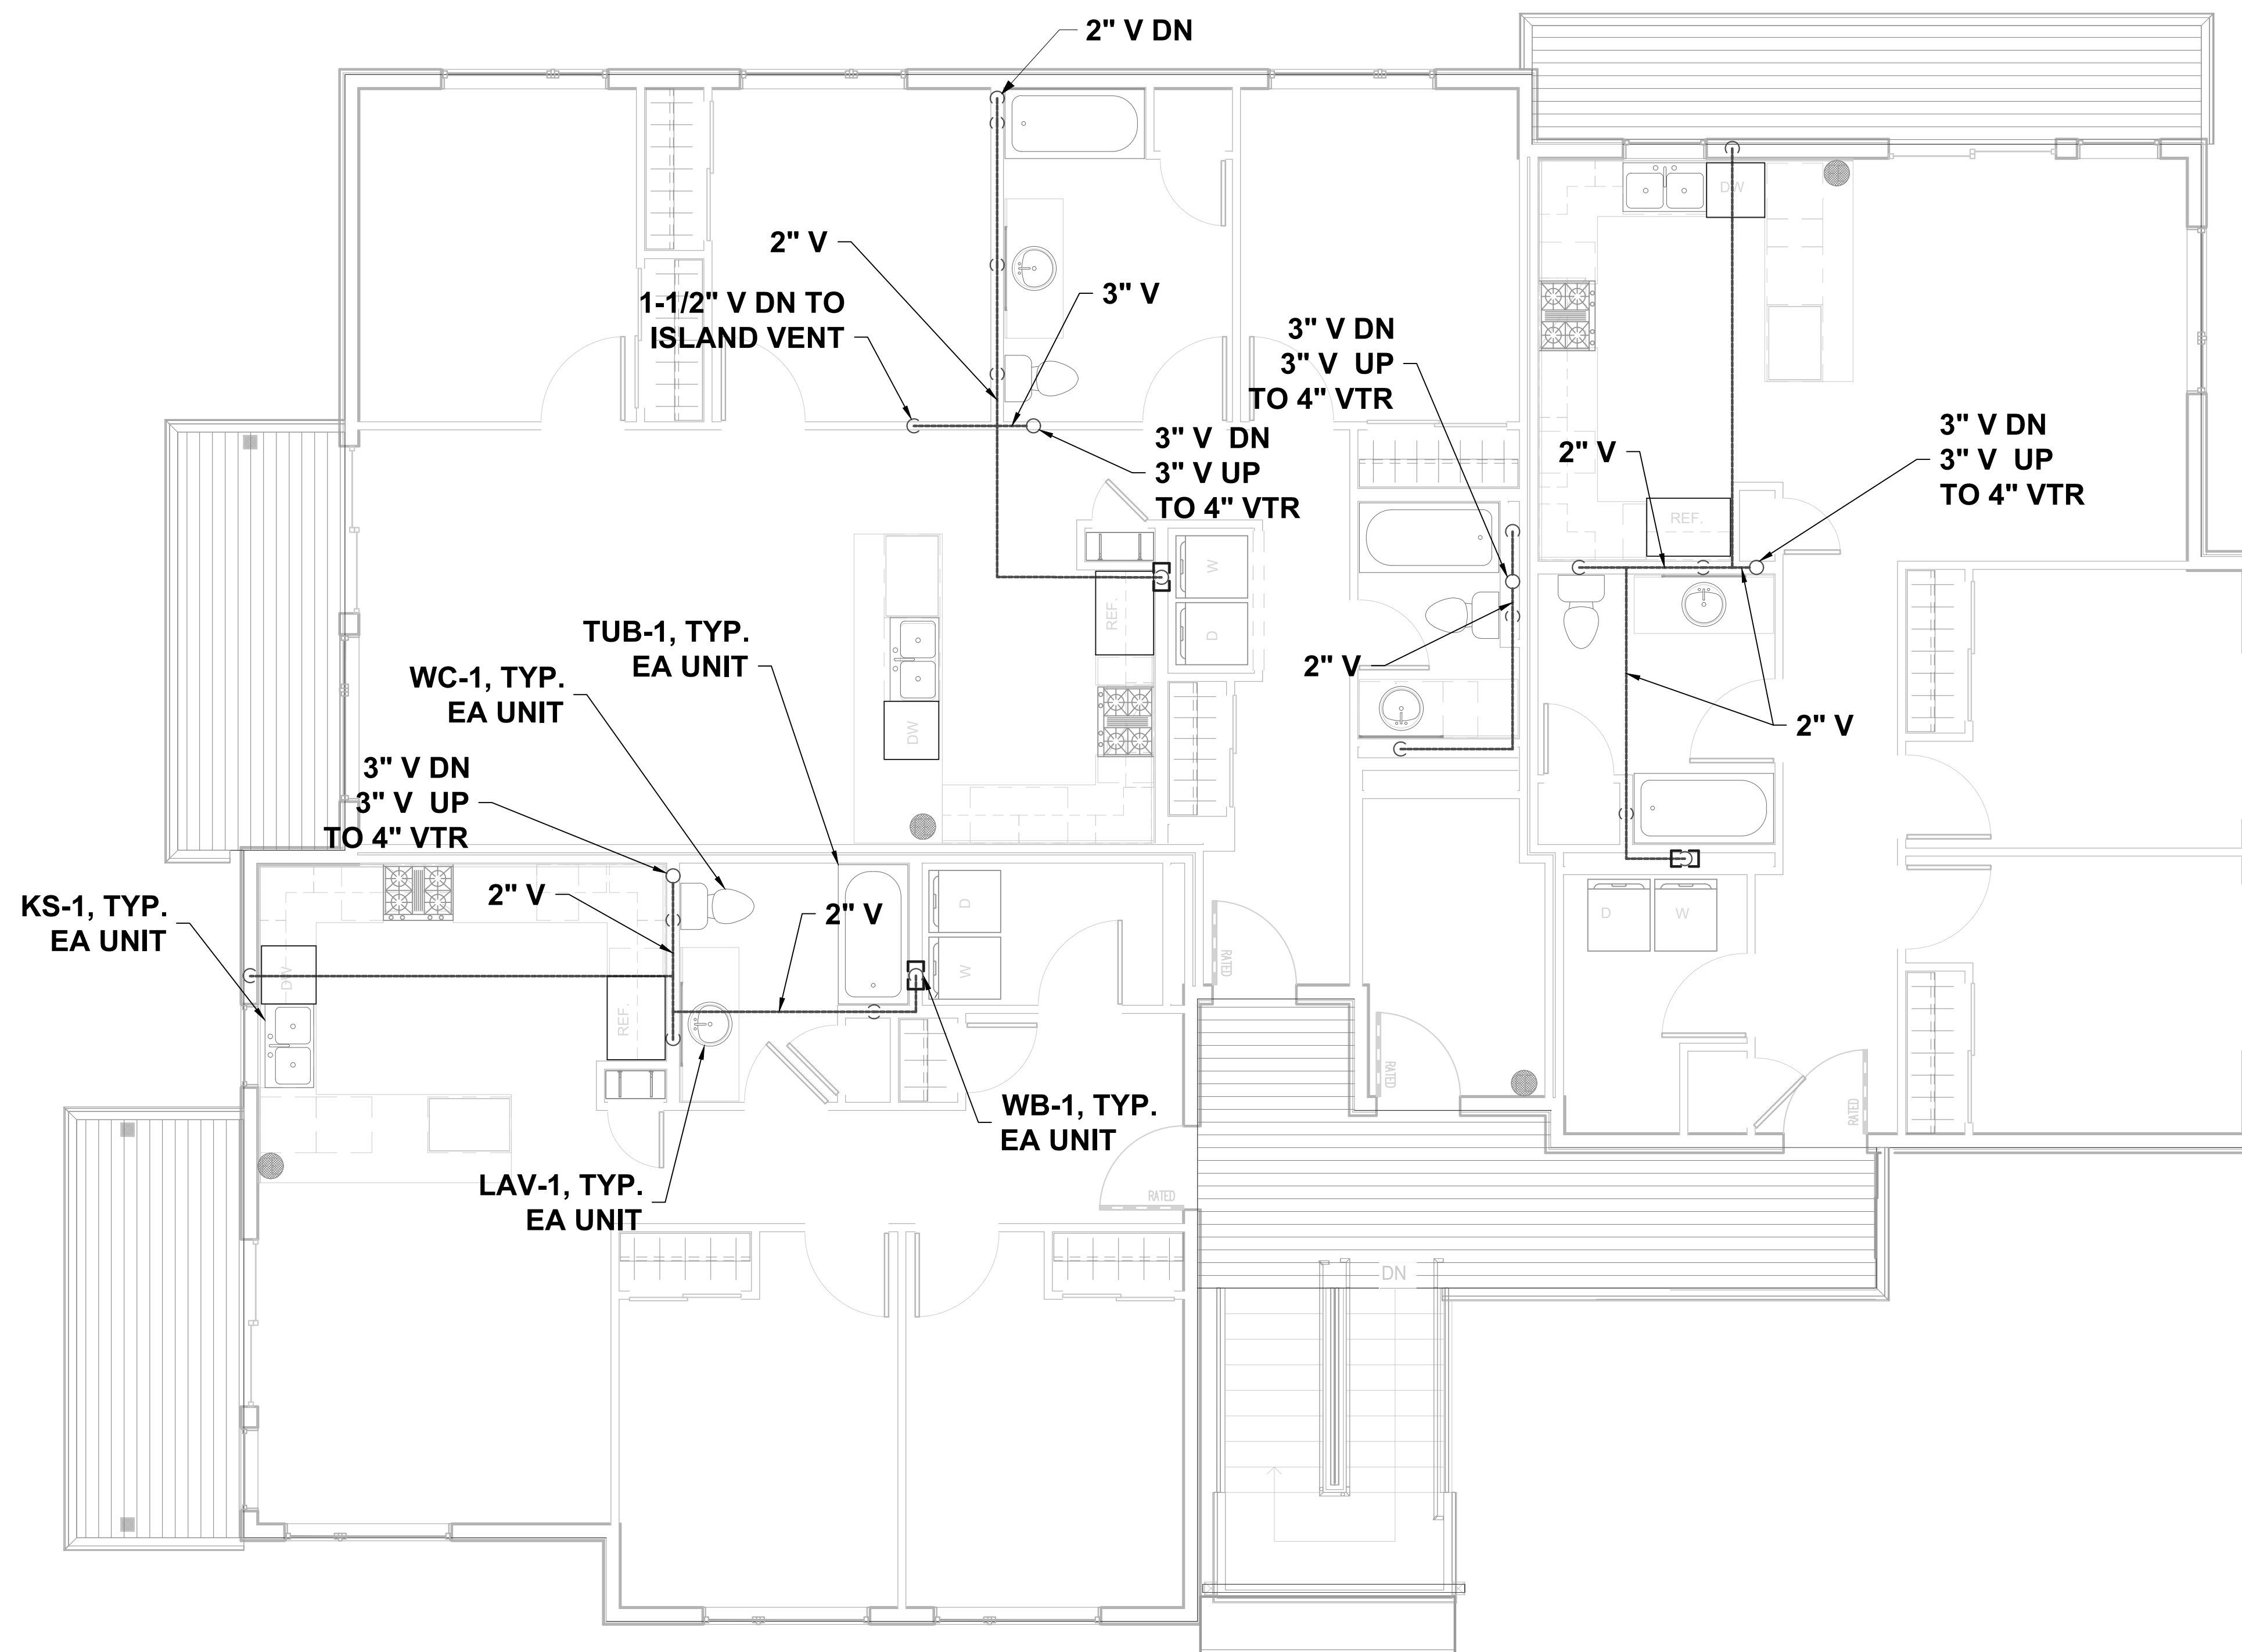 2" V DN
2" V
1-1/2" V DN TO
ISLAND VENT
3" V
3" V DN
3" V UP
TO 4" VTR
3" V DN
3" V UP
TO 4" VTR
DW
2" V
3" V DN
3" V UP
TO 4" VTR
REF.
W
D
REF.
DW
2" V
2" V
TUB-1, TYP.
EA UNIT
WC-1, TYP.
EA UNIT
3" V DN
3" V UP
TO 4" VTR
2" V
2" V
KS-1, TYP.
EA UNIT
DW
REF.
D
W
D
W
RATED
RATED
RATED
WB-1, TYP.
EA UNIT
LAV-1, TYP.
EA UNIT
RATED
DN